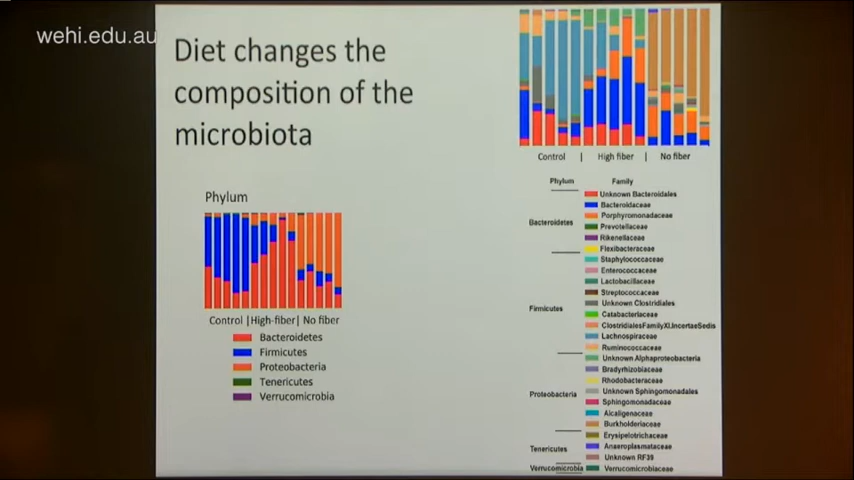 wehi.edu.au
Diet changes the
composition of the
microbiota
Control | High fiber | No fiber
Phylum
Control |High-fiber| No fiber
Bacteroidetes
Firmicutes
Proteobacteria
Tenericutes
Verrucomicrobia
Phylum Family
Bacteroidetes
Firmicutes
Proteobacteria
Tenericutes
Verrucomicrobia
Unknown Bacteroidales
Bacteroidaceae
Porphyromonadaceae
Prevotellaceae
Rikenellaceae
Flexibacteraceae
Staphylococcaceae
Enterococcaceae
Lactobacillaceae
Streptococcaceae
Unknown Clostridiales
Catabacteriaceae
ClostridialesFamilyXI.IncertaeSedis
Lachnospiraceae
Ruminococcaceae
Unknown Alphaproteobacteria
Bradyrhizobiaceae
Rhodobacteraceae
Unknown Sphingomonadales
Sphingomonadaceae
Alcaligenaceae
Burkholderiaceae
Erysipelotrichaceae
Anaeroplasmataceae
Unknown RF39
Verrucomicrobiaceae